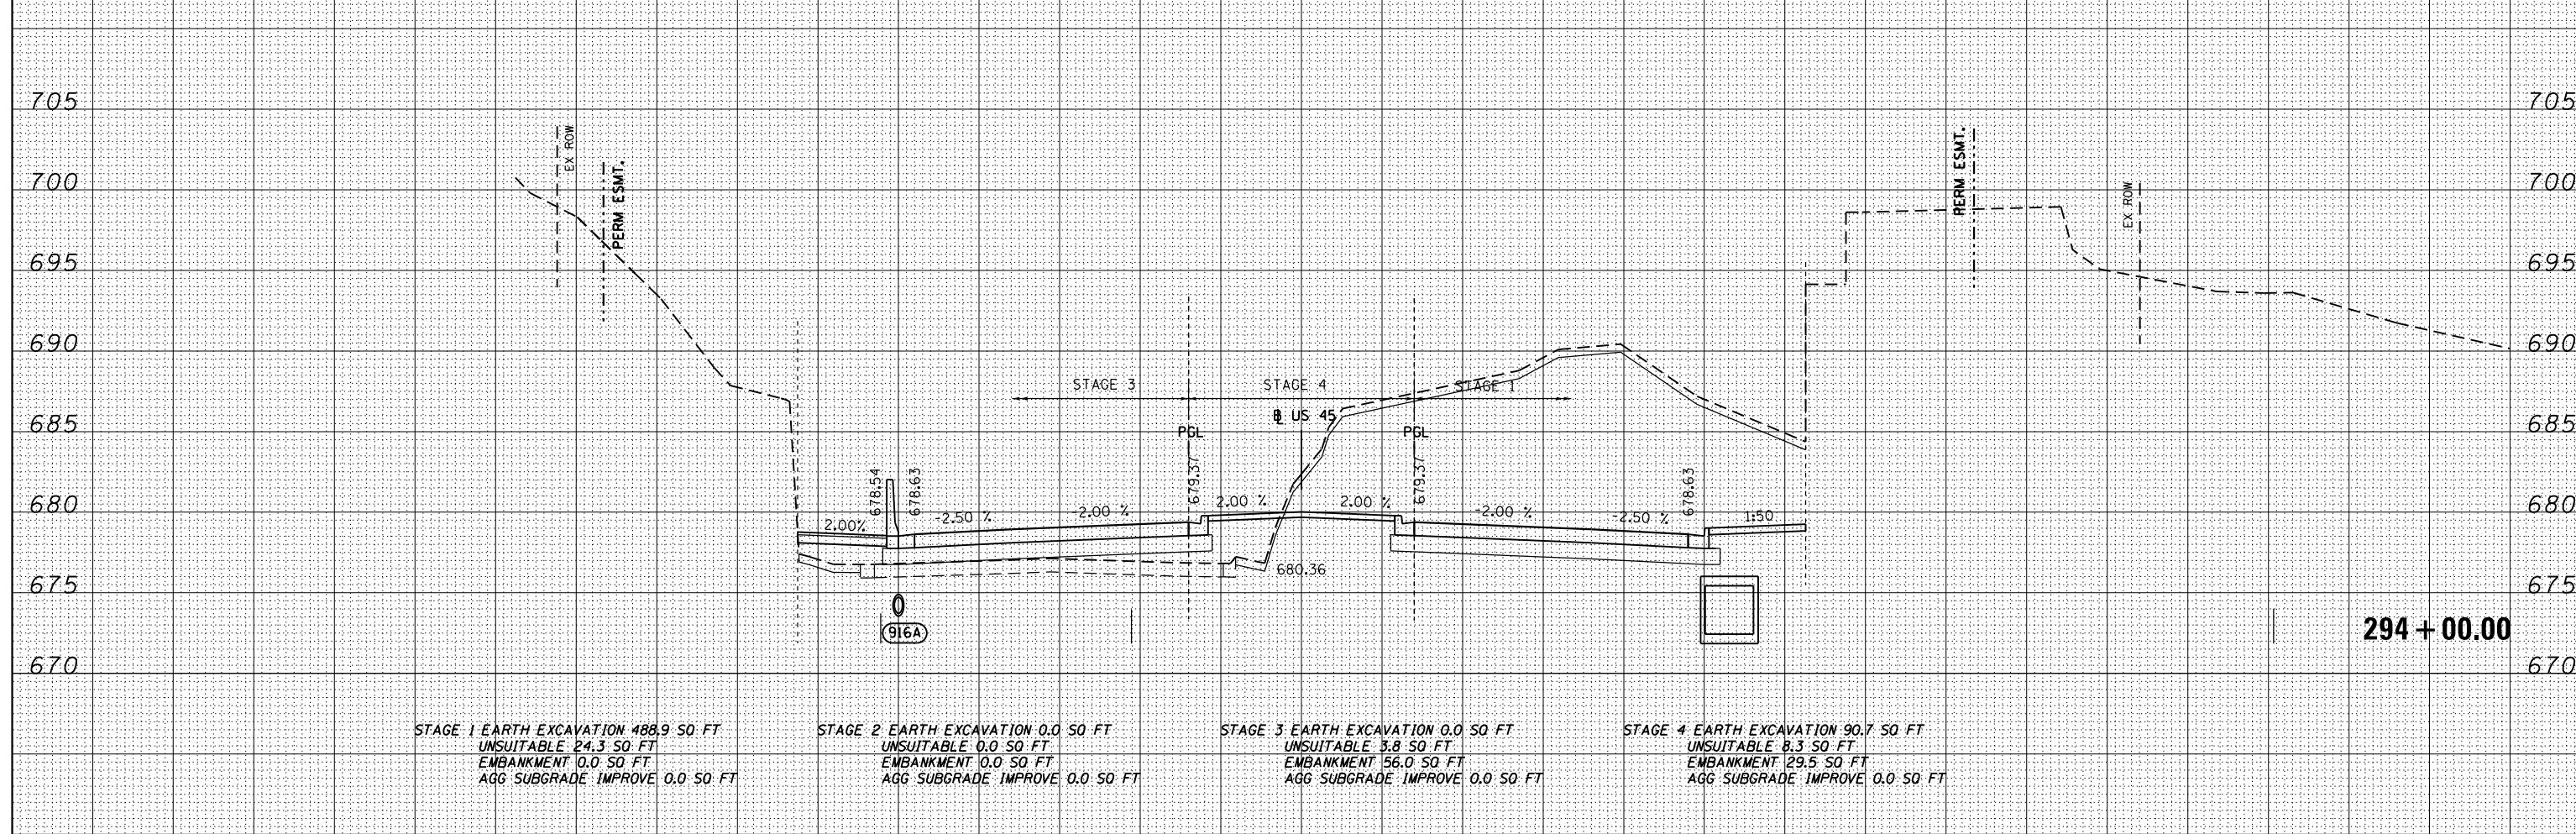 705 705
EX ROW
PERM ESMT.
PERM ESMT.
700 700
EX ROW
695 695
690 690
STAGE 3 STAGE 4 STAGE 1
B US 45
685 PGL PGL 685
678.54 678.63 679.37 679.37 678.63
680 680
2.00% -2.50 % -2.00 % 2.00 % 2.00 % -2.00 % -2.50 % 1:50
680.36
675 675
916A
294+00.00
670 670
STAGE 1 EARTH EXCAVATION 488.9 SQ FT
UNSUITABLE 24.3 SQ FT
EMBANKMENT 0.0 SQ FT
AGG SUBGRADE IMPROVE 0.0 SQ FT
STAGE 2 EARTH EXCAVATION 0.0 SQ FT
UNSUITABLE 0.0 SQ FT
EMBANKMENT 0.0 SQ FT
AGG SUBGRADE IMPROVE 0.0 SQ FT
STAGE 3 EARTH EXCAVATION 0.0 SQ FT
UNSUITABLE 3.8 SQ FT
EMBANKMENT 56.0 SQ FT
AGG SUBGRADE IMPROVE 0.0 SQ FT
STAGE 4 EARTH EXCAVATION 90.7 SQ FT
UNSUITABLE 8.3 SQ FT
EMBANKMENT 29.5 SQ FT
AGG SUBGRADE IMPROVE 0.0 SQ FT